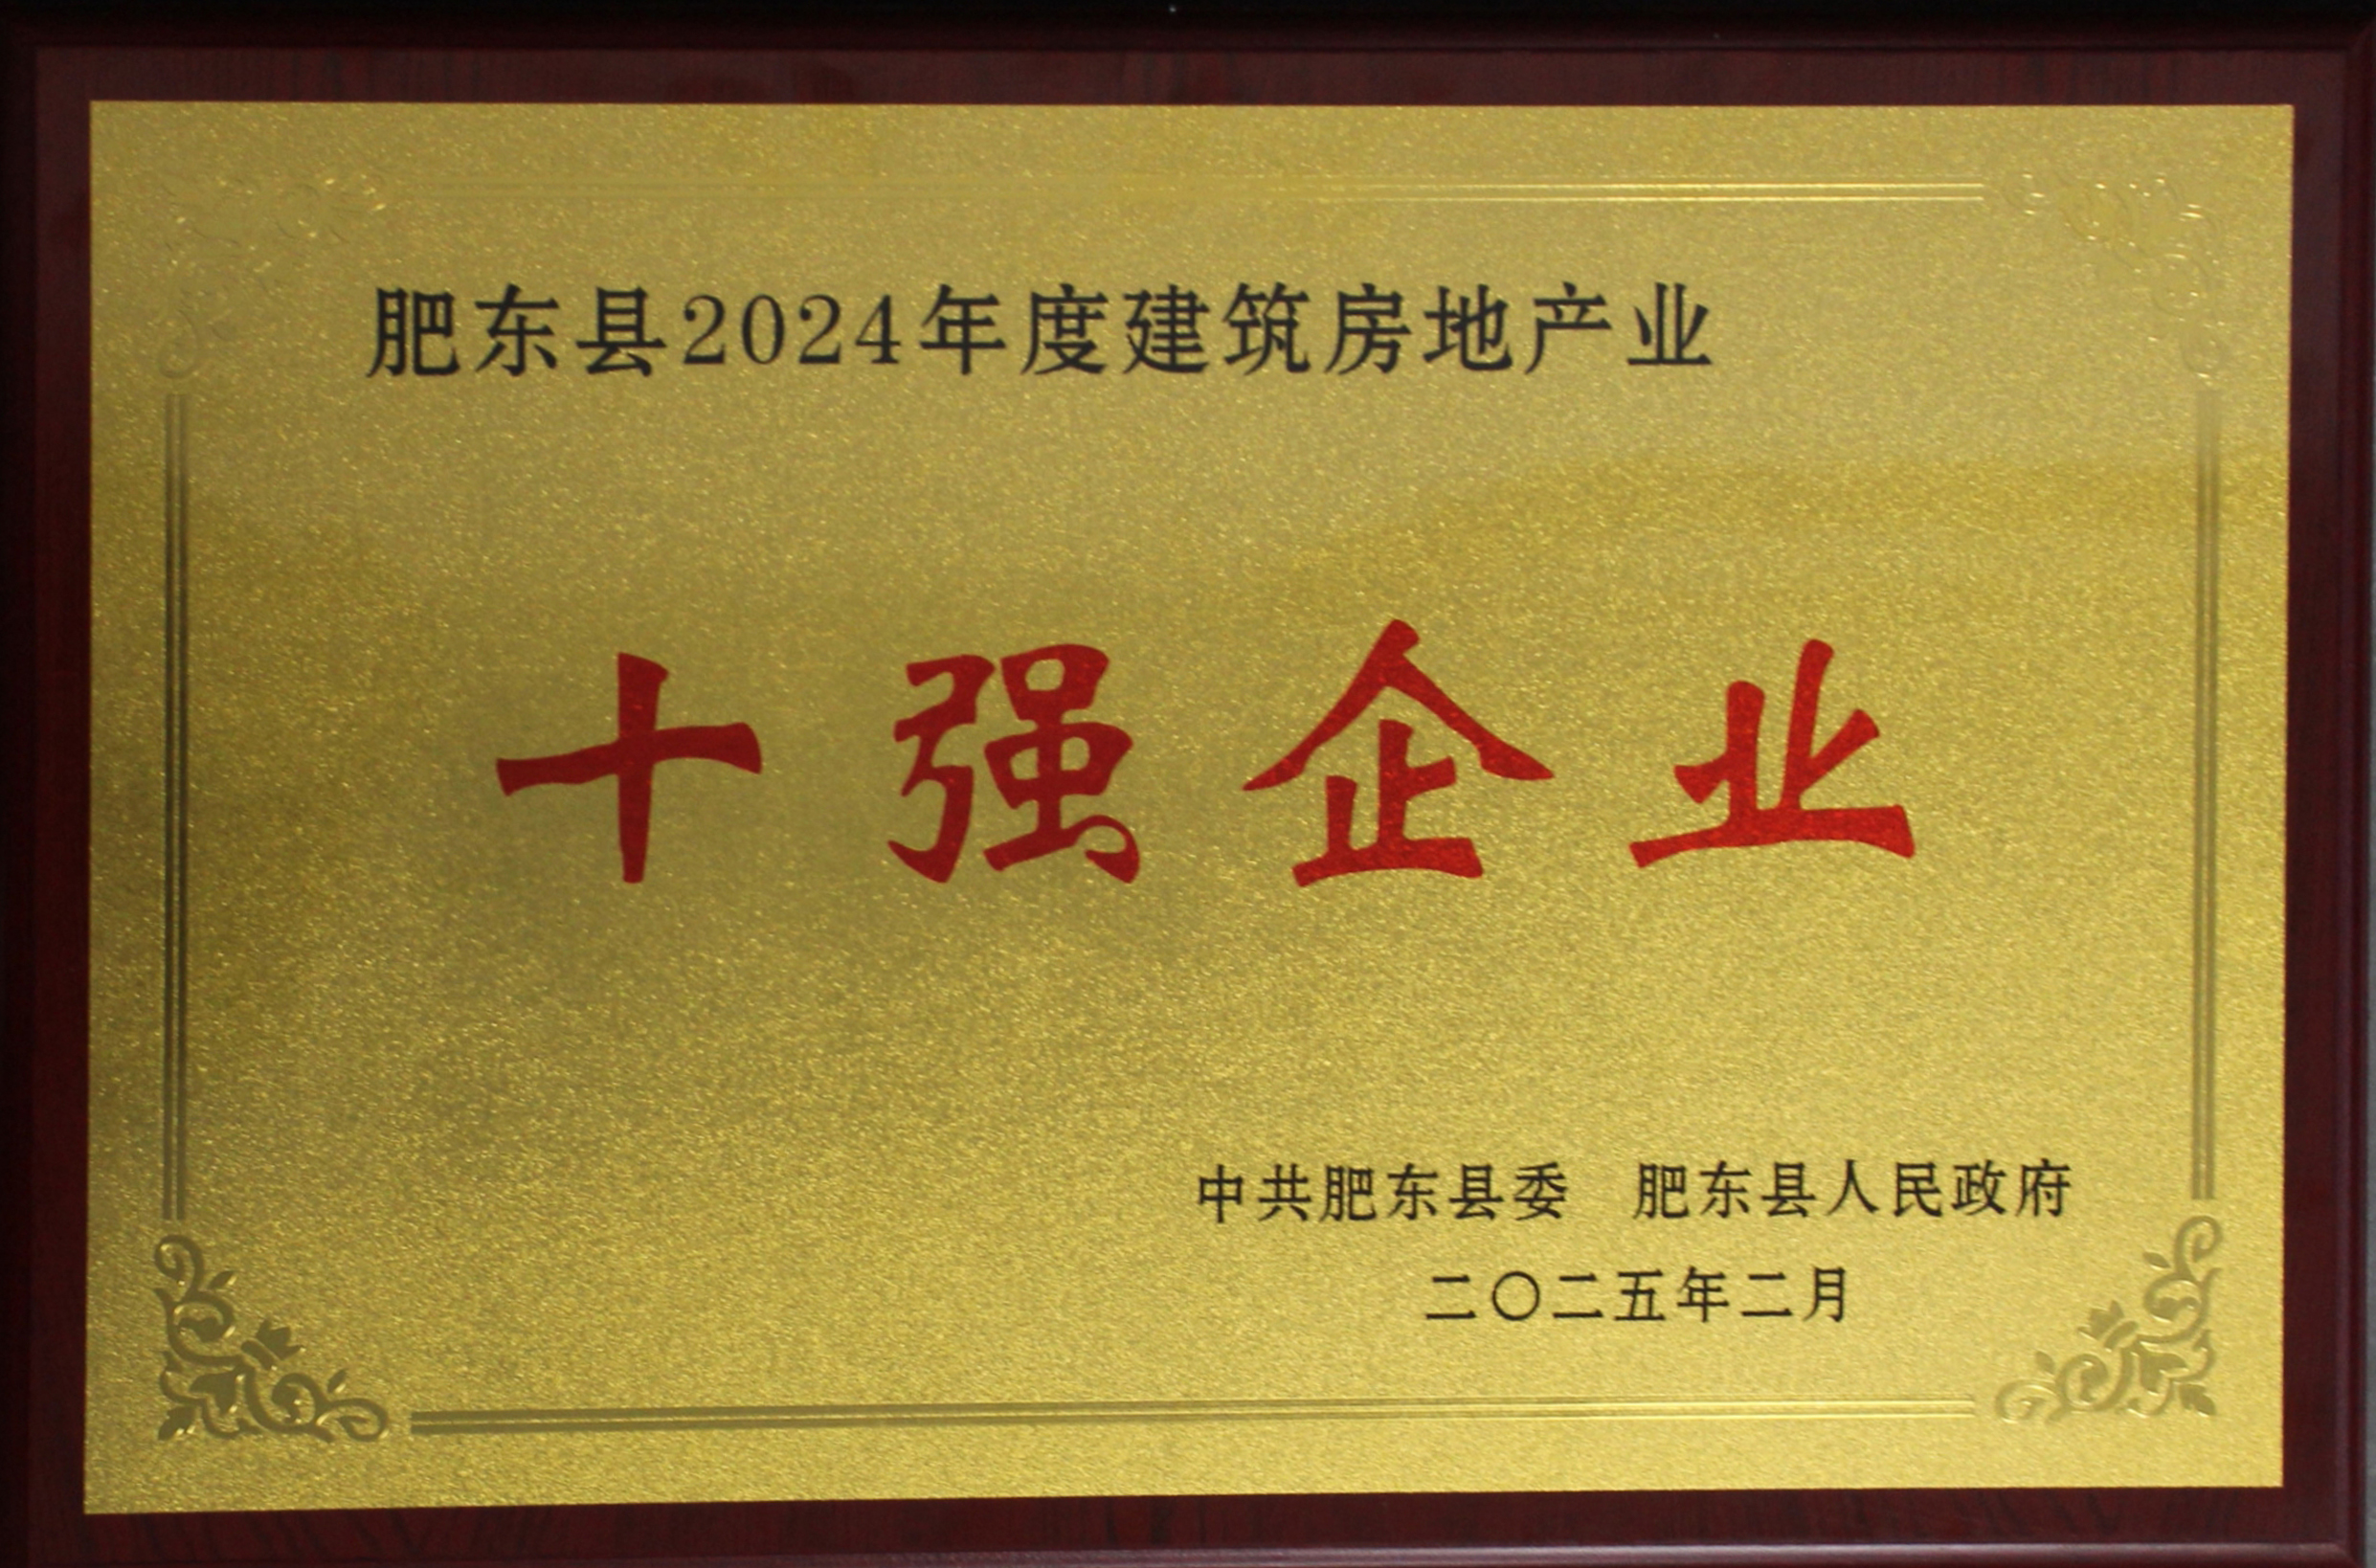 肥东县2024年度建筑房地产业
十强企业
中共肥东县委　肥东县人民政府
二〇二五年二月